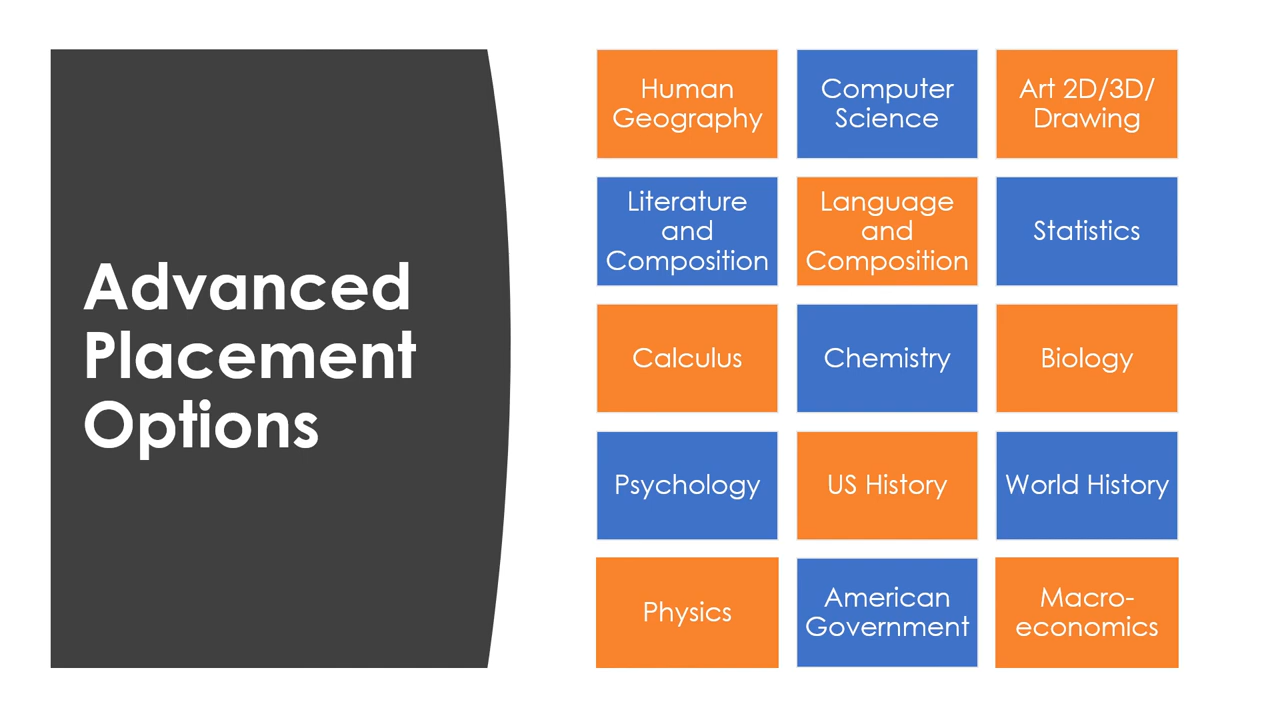 Advanced
Placement
Options
Human
Geography
Computer
Science
Art 2D/3D/
Drawing
Literature
and
Composition
Language
and
Composition
Statistics
Calculus
Chemistry
Biology
Psychology
US History
World History
Physics
American
Government
Macro-
economics